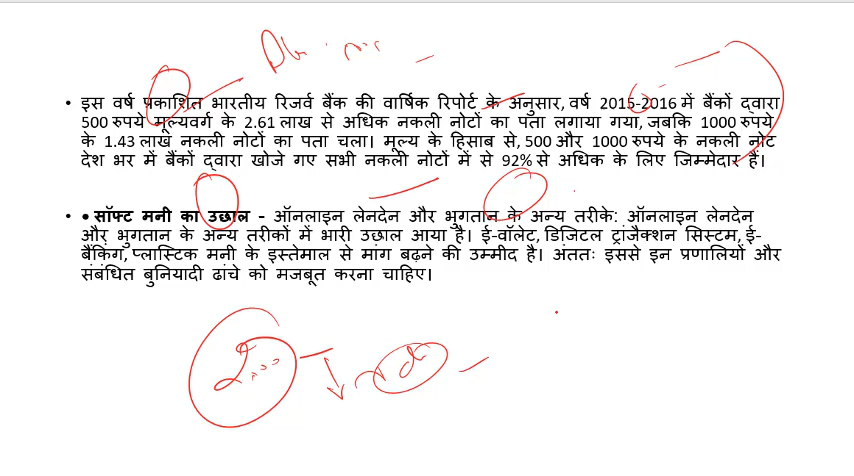 • इस वर्ष प्रकाशित भारतीय रिजर्व बैंक की वार्षिक रिपोर्ट के अनुसार, वर्ष 2015-2016 में बैंकों द्वारा
500 रुपये मूल्यवर्ग के 2.61 लाख से अधिक नकली नोटों का पता लगाया गया, जबकि 1000 रुपये
के 1.43 लाख नकली नोटों का पता चला। मूल्य के हिसाब से, 500 और 1000 रुपये के नकली नोट
देश भर में बैंकों द्वारा खोजे गए सभी नकली नोटों में से 92% से अधिक के लिए जिम्मेदार हैं।
• • सॉफ्ट मनी का उछाल - ऑनलाइन लेनदेन और भुगतान के अन्य तरीके: ऑनलाइन लेनदेन
और भुगतान के अन्य तरीकों में भारी उछाल आया है। ई-वॉलेट, डिजिटल ट्रांजैक्शन सिस्टम, ई-
बैंकिंग, प्लास्टिक मनी के इस्तेमाल से मांग बढ़ने की उम्मीद है। अंततः इससे इन प्रणालियों और
संबंधित बुनियादी ढांचे को मजबूत करना चाहिए।